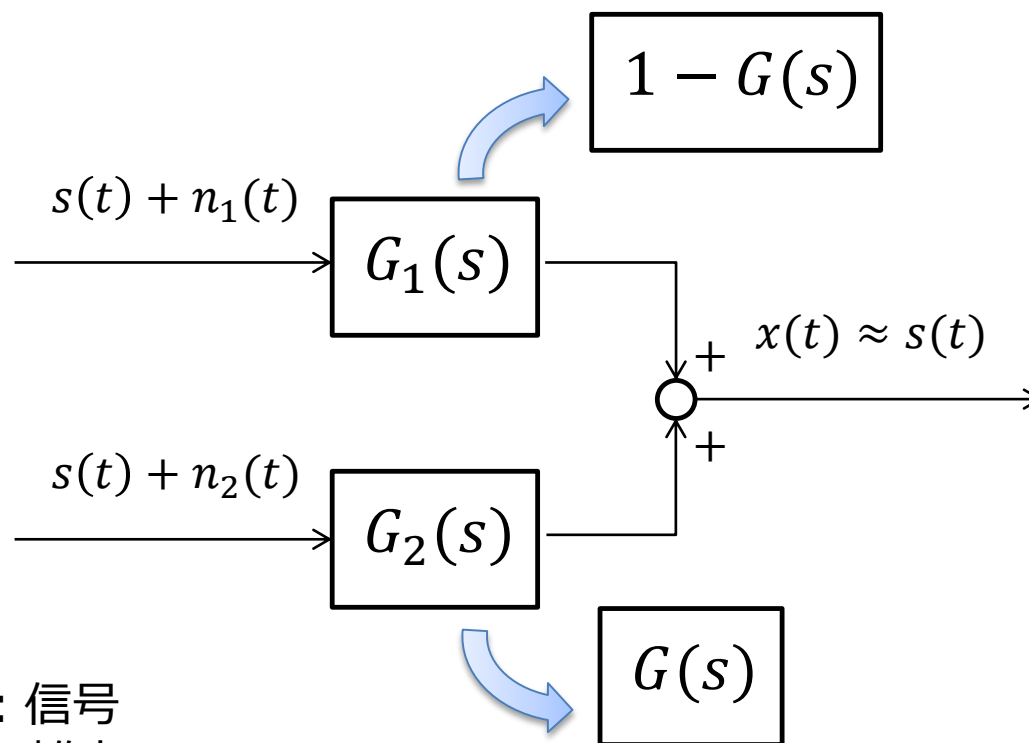 1 − G(s)
s(t) + n₁(t)
G₁(s)
x(t) ≈ s(t)
+
+
s(t) + n₂(t)
G₂(s)
G(s)
: 信号